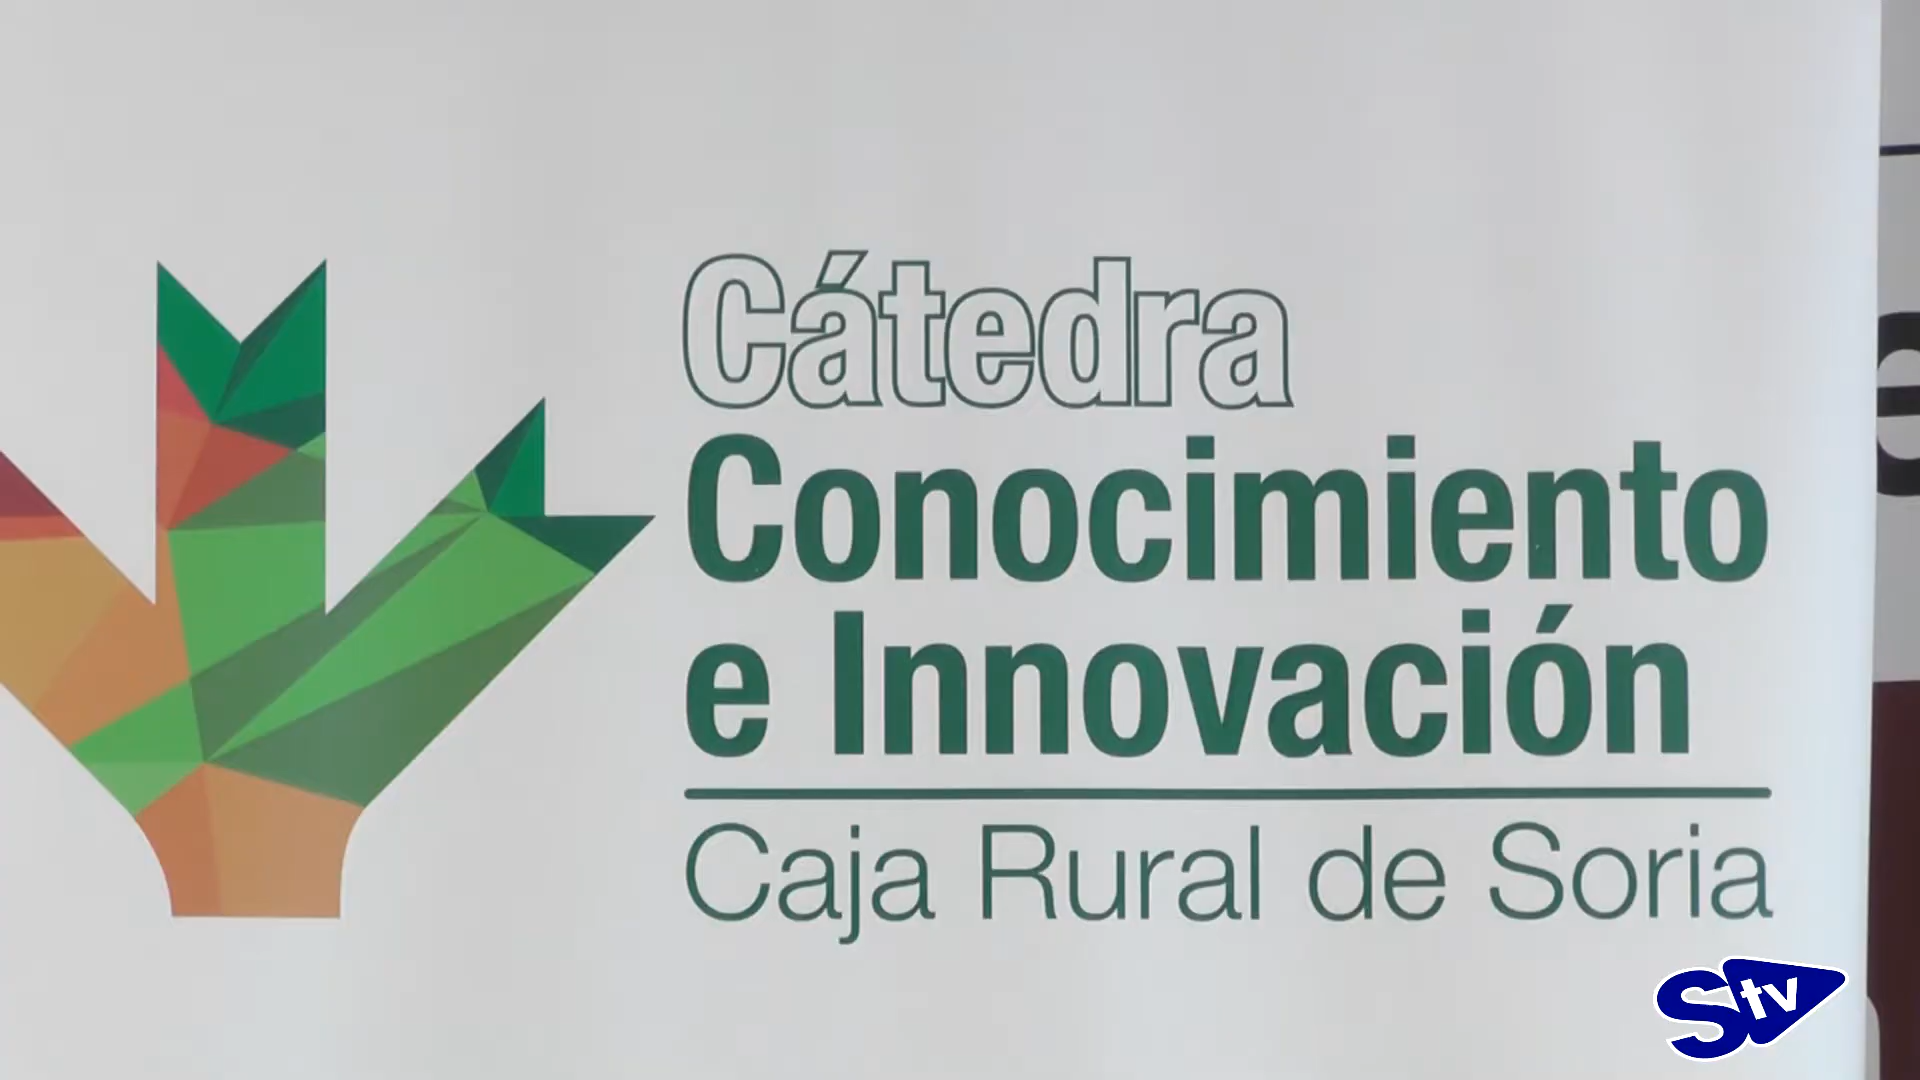 Cátedra
Conocimiento
e Innovación
Caja Rural de Soria
e
Stv